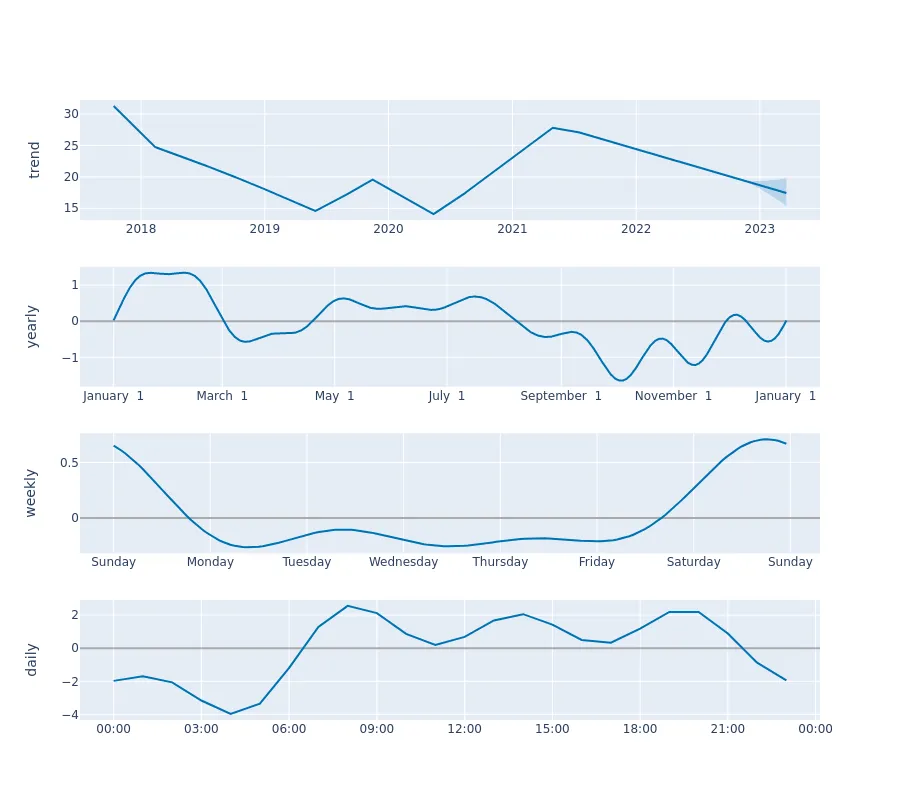 trend
30
25
20
15
2018 2019 2020 2021 2022 2023
yearly
1
0
−1
January 1 March 1 May 1 July 1 September 1 November 1 January 1
weekly
0.5
0
Sunday Monday Tuesday Wednesday Thursday Friday Saturday Sunday
daily
2
0
−2
−4
00:00 03:00 06:00 09:00 12:00 15:00 18:00 21:00 00:00